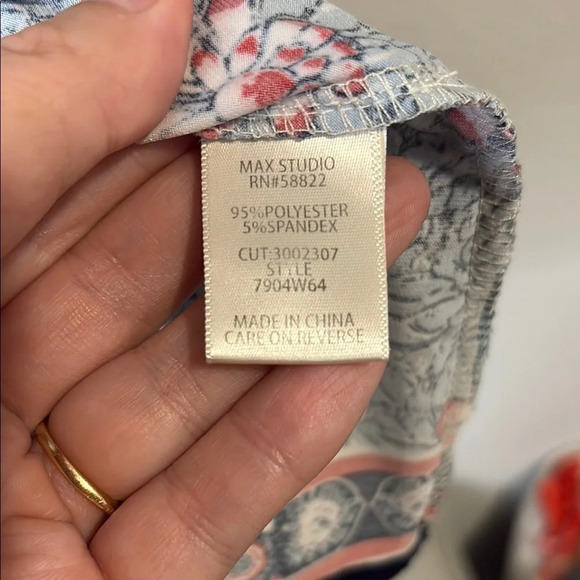 MAX STUDIO
RN#58822
95%POLYESTER
5%SPANDEX
CUT:3002307
STYLE
7904W64
MADE IN CHINA
CARE ON REVERSE